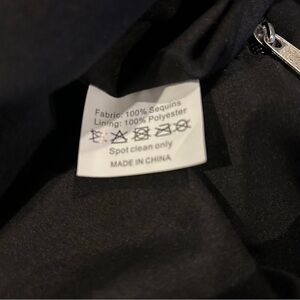 Fabric: 100% Sequins
Lining: 100% Polyester
Spot clean only
MADE IN CHINA